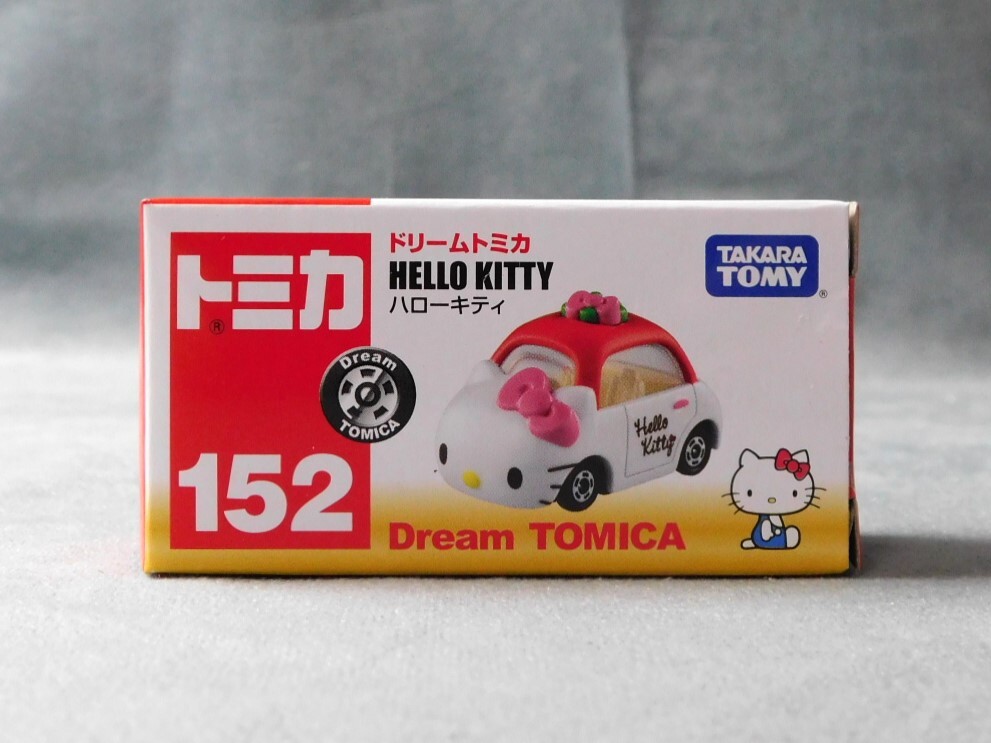 トミカ
®
Dream
TOMICA
152
ドリームトミカ
HELLO KITTY
ハローキティ
TAKARA
TOMY
®
Hello
Kitty
Dream TOMICA